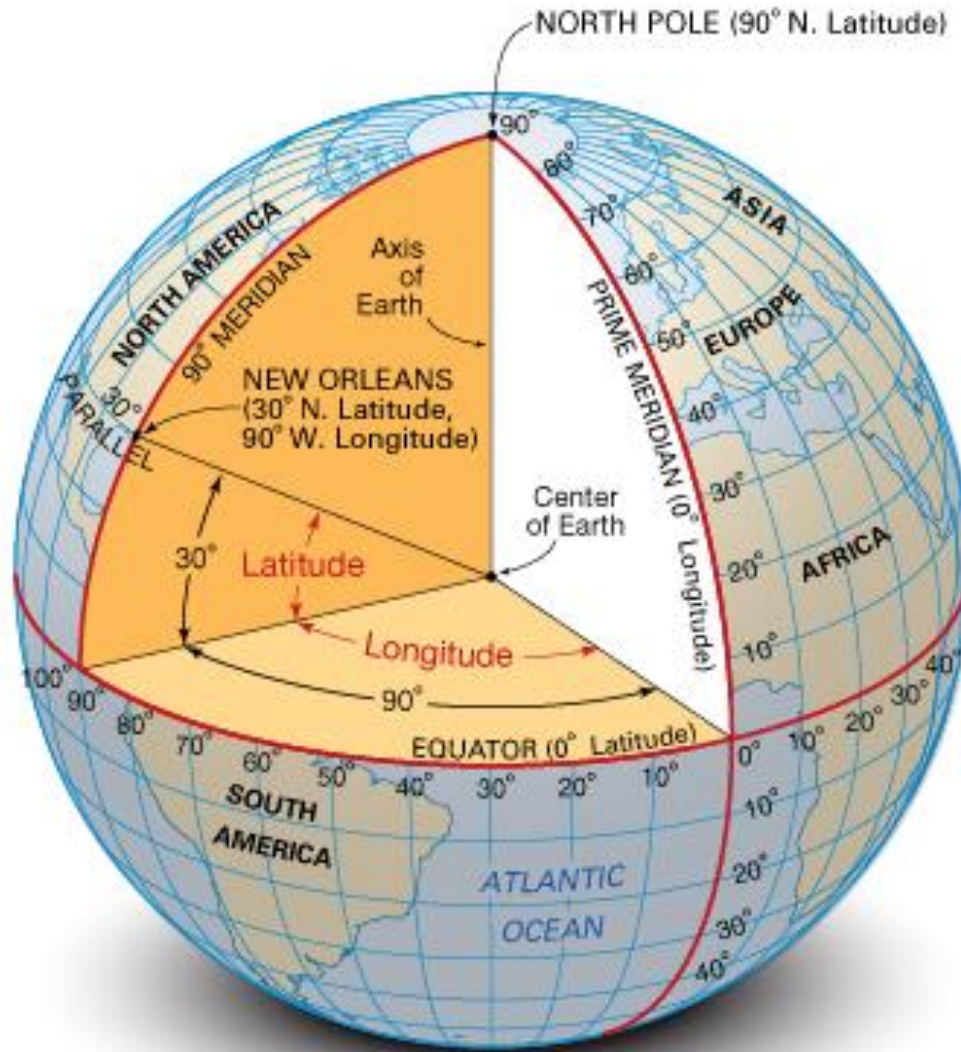 NORTH POLE (90° N. Latitude)
90°
80°
70°
60°
50°
40°
30°
20°
10°
ASIA
EUROPE
AFRICA
NORTH AMERICA
90° MERIDIAN
Axis
of
Earth
PRIME MERIDIAN (0° Longitude)
30°
PARALLEL
NEW ORLEANS
(30° N. Latitude,
90° W. Longitude)
Center
of Earth
30°
Latitude
Longitude
90°
EQUATOR (0° Latitude)
100°
90°
80°
70°
60°
50°
40°
30°
20°
10°
0°
10°
20°
30°
40°
10°
20°
30°
40°
SOUTH
AMERICA
ATLANTIC
OCEAN